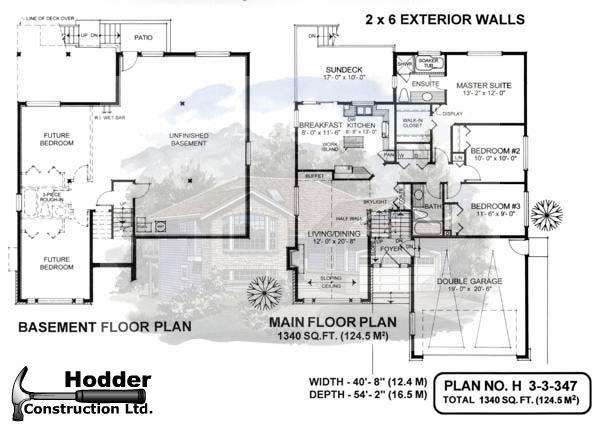 2 x 6 EXTERIOR WALLS
LINE OF DECK OVER
UP
DN
PATIO
R.I. WET BAR
FUTURE
BEDROOM
UNFINISHED
BASEMENT
3-PIECE
ROUGH-IN
UP
FUTURE
BEDROOM
BASEMENT FLOOR PLAN
DN
SUNDECK
17'- 0" x 10'- 0"
SHWR
SOAKER
TUB
ENSUITE
MASTER SUITE
13'- 2" x 12'- 0"
BREAKFAST
8'- 0" x 11'- 6"
DW
KITCHEN
8'- 8" x 13'- 0"
WALK-IN
CLOSET
DISPLAY
WORK
ISLAND
PAN
W
D
LIN
BEDROOM #2
10'- 0" x 10'- 0"
BUFFET
SKYLIGHT
BATH
BEDROOM #3
11'- 6" x 9'- 0"
HALF WALL
LIVING/DINING
12'- 0" x 20'- 8"
DN
UP
FOYER
DN
SLOPING
CEILING
DOUBLE GARAGE
19'- 0" x 20'- 6"
MAIN FLOOR PLAN
1340 SQ.FT. (124.5 M²)
WIDTH - 40'- 8" (12.4 M)
DEPTH - 54'- 2" (16.5 M)
PLAN NO. H 3-3-347
TOTAL 1340 SQ. FT. (124.5 M²)
Hodder
Construction Ltd.